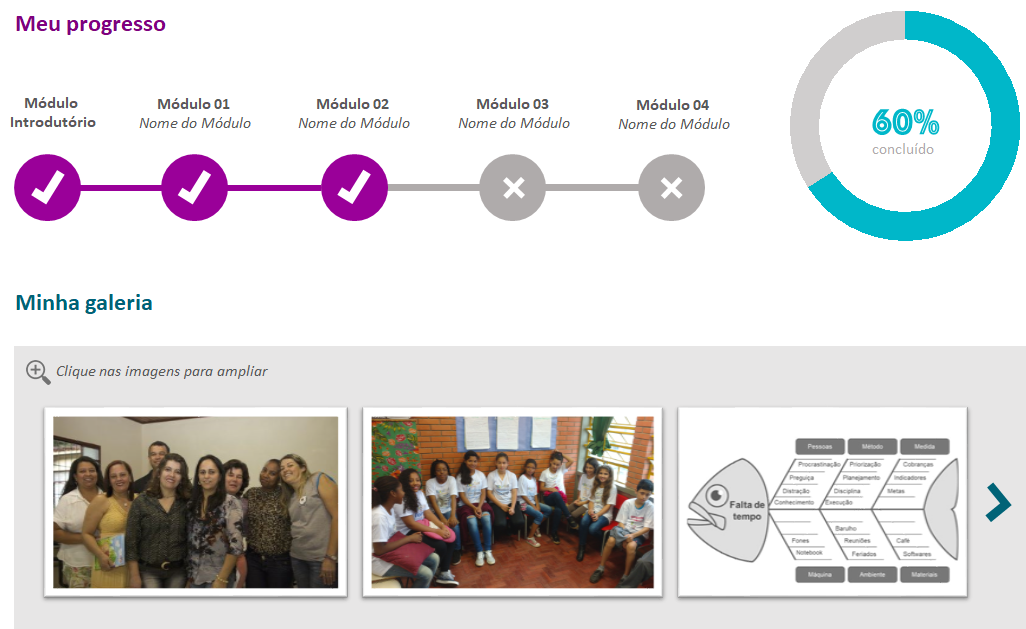 Meu progresso
Módulo
Introdutório
Módulo 01
Nome do Módulo
Módulo 02
Nome do Módulo
Módulo 03
Nome do Módulo
Módulo 04
Nome do Módulo
60%
concluído
Minha galeria
Clique nas imagens para ampliar
Pessoas Método Medida
Procrastinação Priorização Cobranças
Preguiça Planejamento Indicadores
Distração Disciplina Metas
Conhecimento Execução
Falta de
tempo
Barulho
Fones Reuniões Café
Notebook Feriados Softwares
Máquina Ambiente Materiais